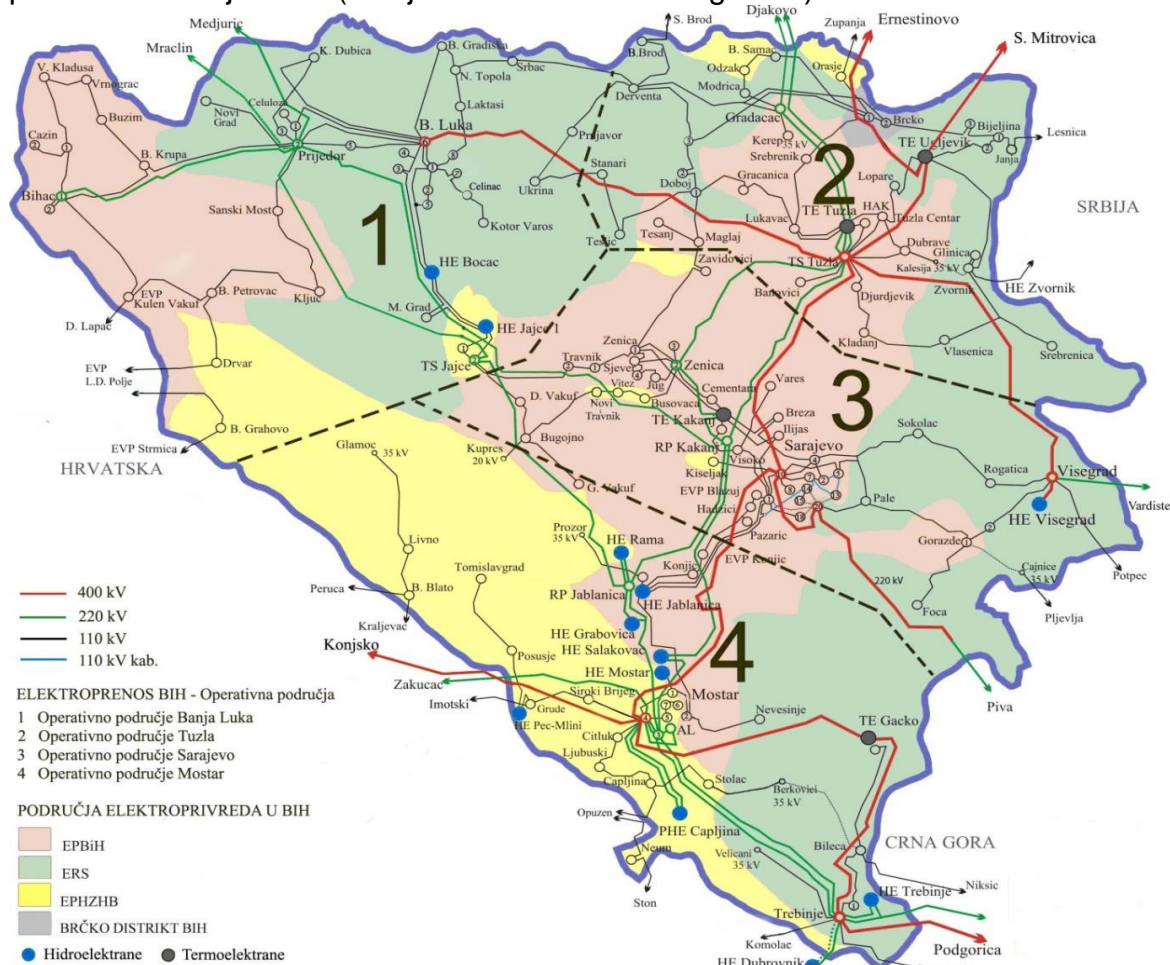 Medjuric
Mraclin
K. Dubica
B. Gradiska
S. Brod
Djakovo
Zupanja
Ernestinovo
S. Mitrovica
V. Kladusa
Vrnograc
Buzim
Cazin
Novi
Grad
Celuloza
N. Topola
Srbac
B.Brod
Derventa
Odzak
B. Samac
Modrica
Orasje
Laktasi
B. Luka
Prnjavor
Gradacac
Brcko
Bijeljina
Lesnica
Janja
TE Ugljevik
Prijedor
B. Krupa
Bihac
Stanari
Ukrina
Doboj
Srebrenik
Gracanica
Lopare
2
SRBIJA
Sanski Most
Celinac
Kotor Varos
1
Teslic
Tesanj
Maglaj
Zavidovici
Lukavac
TE Tuzla
HAK
Tuzla Centar
TS Tuzla
Dubrave
Kalesija 35 kV
Glinica
Zvornik
HE Zvornik
EVP
Kulen Vakuf
B. Petrovac
Kljuc
HE Bocac
M. Grad
HE Jajce 1
TS Jajce
Banovici
Djurdjevik
Kladanj
Vlasenica
Srebrenica
D. Lapac
EVP
L.D. Polje
Drvar
EVP Strmica
B. Grahovo
Zenica
Sjever
Travnik
Jug
Zenica
Novi
Travnik
Vitez
Busovaca
Cementara
TE Kakanj
RP Kakanj
Vares
Breza
Ilijas
3
HRVATSKA
Glamoc
35 kV
D. Vakuf
Bugojno
Kupres
20 kV
G. Vakuf
Visoko
Kiseljak
Sarajevo
EVP Blazuj
Hadzici
Pazaric
EVP Konjic
Sokolac
Rogatica
Pale
Visegrad
Vardiste
HE Visegrad
Gorazde
Cajnice
35 kV
Potpec
Pljevlja
Foca
220 kV
Piva
Livno
B. Blato
Peruca
Kraljevac
Tomislavgrad
Prozor
35 kV
HE Rama
RP Jablanica
Konjic
HE Jablanica
HE Grabovica
HE Salakovac
HE Mostar
4
Mostar
Posusje
Konjsko
Zakucac
Imotski
Grude
HE Pec-Mlini
Siroki Brijeg
Citluk
Ljubuski
AL
Nevesinje
TE Gacko
Capljina
Opuzen
Stolac
Berkovici
35 kV
PHE Capljina
Neum
Ston
Velicani
35 kV
Bileca
CRNA GORA
Niksic
HE Trebinje
Trebinje
Komolac
Podgorica
HE Dubrovnik
400 kV
220 kV
110 kV
110 kV kab.
ELEKTROPRENOS BIH - Operativna područja
1 Operativno područje Banja Luka
2 Operativno područje Tuzla
3 Operativno područje Sarajevo
4 Operativno područje Mostar
PODRUČJA ELEKTROPRIVREDA U BIH
EPBiH
ERS
EPHZHB
BRČKO DISTRIKT BIH
Hidroelektrane
Termoelektrane